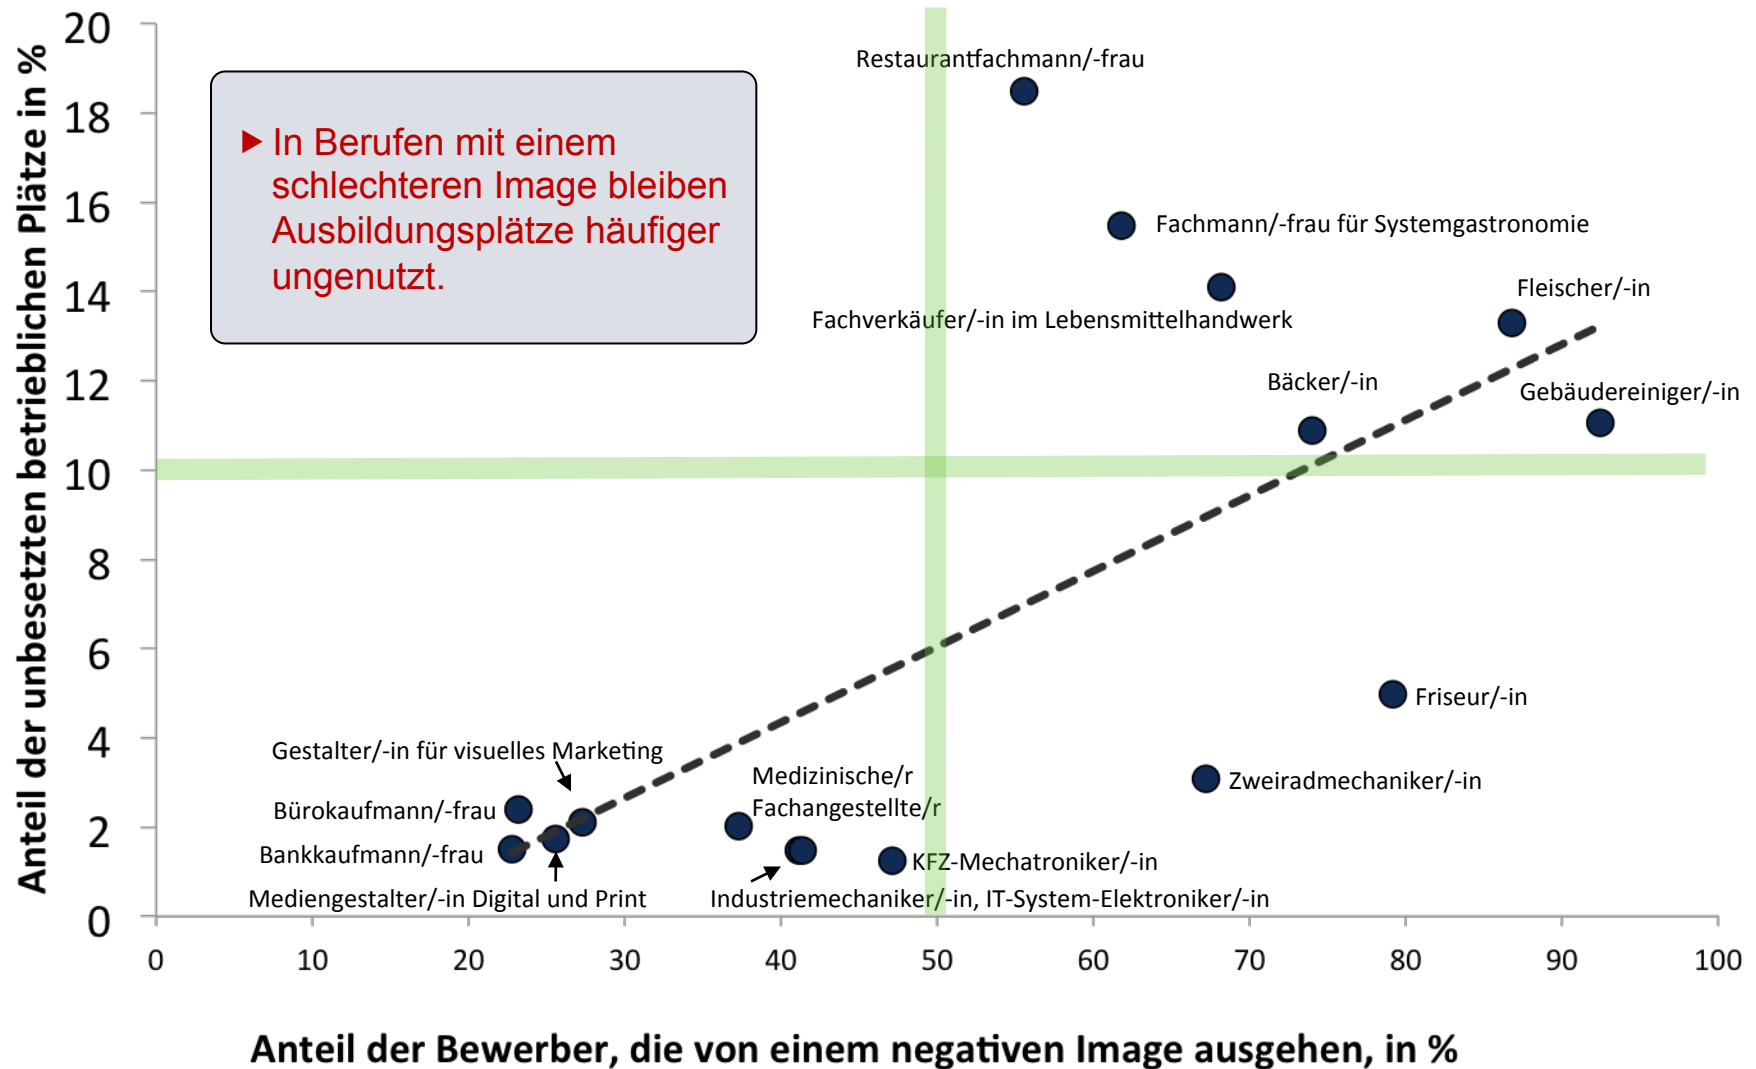 Anteil der unbesetzten betrieblichen Plätze in %
20
18
16
14
12
10
8
6
4
2
0
▶ In Berufen mit einem
schlechteren Image bleiben
Ausbildungsplätze häufiger
ungenutzt.
Restaurantfachmann/-frau
Fachmann/-frau für Systemgastronomie
Fleischer/-in
Fachverkäufer/-in im Lebensmittelhandwerk
Bäcker/-in
Gebäudereiniger/-in
Friseur/-in
Gestalter/-in für visuelles Marketing
Medizinische/r
Fachangestellte/r
Zweiradmechaniker/-in
Bürokaufmann/-frau
Bankkaufmann/-frau
KFZ-Mechatroniker/-in
Mediengestalter/-in Digital und Print
Industriemechaniker/-in, IT-System-Elektroniker/-in
0 10 20 30 40 50 60 70 80 90 100
Anteil der Bewerber, die von einem negativen Image ausgehen, in %